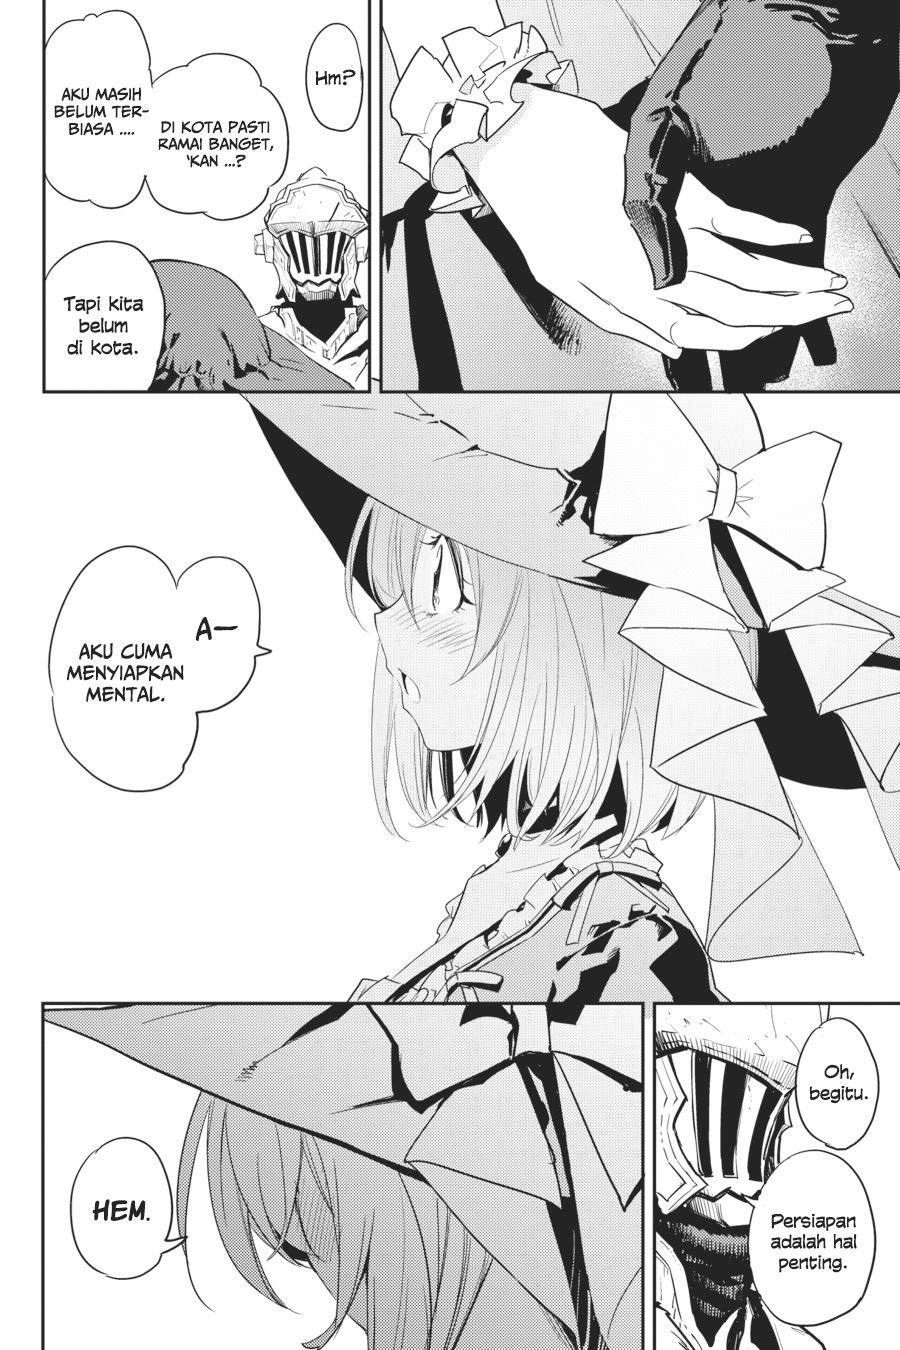 Hm?
DI KOTA PASTI
RAMAI BANGET,
'KAN ...?
AKU MASIH
BELUM TER-
BIASA ....
Tapi kita
belum
di kota.
A—
AKU CUMA
MENYIAPKAN
MENTAL.
Oh,
begitu.
Persiapan
adalah hal
penting.
HEM.